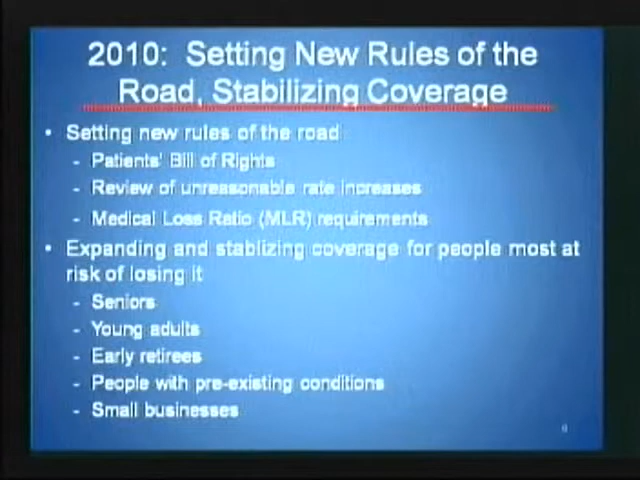 2010: Setting New Rules of the
Road, Stabilizing Coverage
• Setting new rules of the road
- Patients' Bill of Rights
- Review of unreasonable rate increases
- Medical Loss Ratio (MLR) requirements
• Expanding and stablizing coverage for people most at
risk of losing it
- Seniors
- Young adults
- Early retirees
- People with pre-existing conditions
- Small businesses